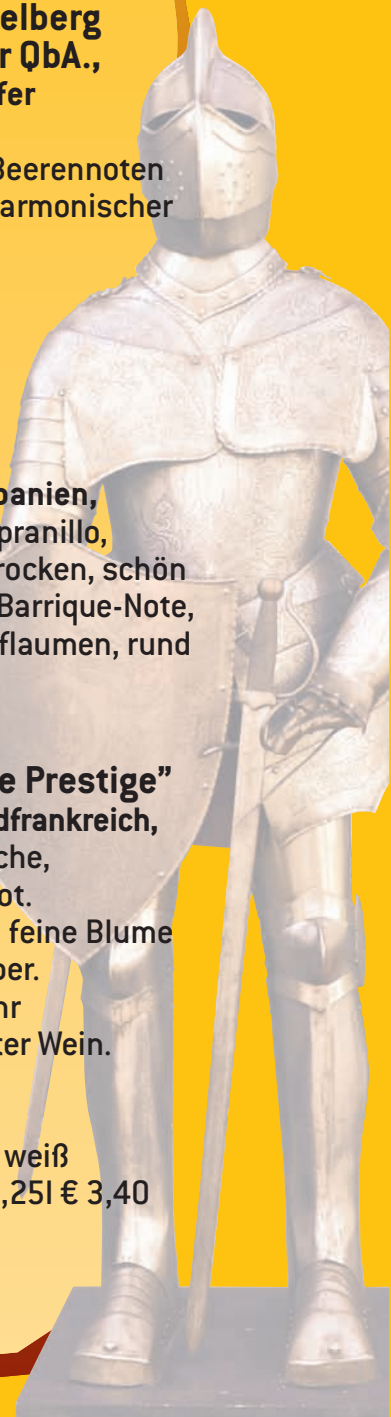 elberg
r QbA.,
fer
Beerennoten
armonischer
panien,
pranillo,
rocken, schön
Barrique-Note,
flaumen, rund
e Prestige”
dfrankreich,
che,
ot.
feine Blume
ber.
hr
ter Wein.
weiß
,25l € 3,40